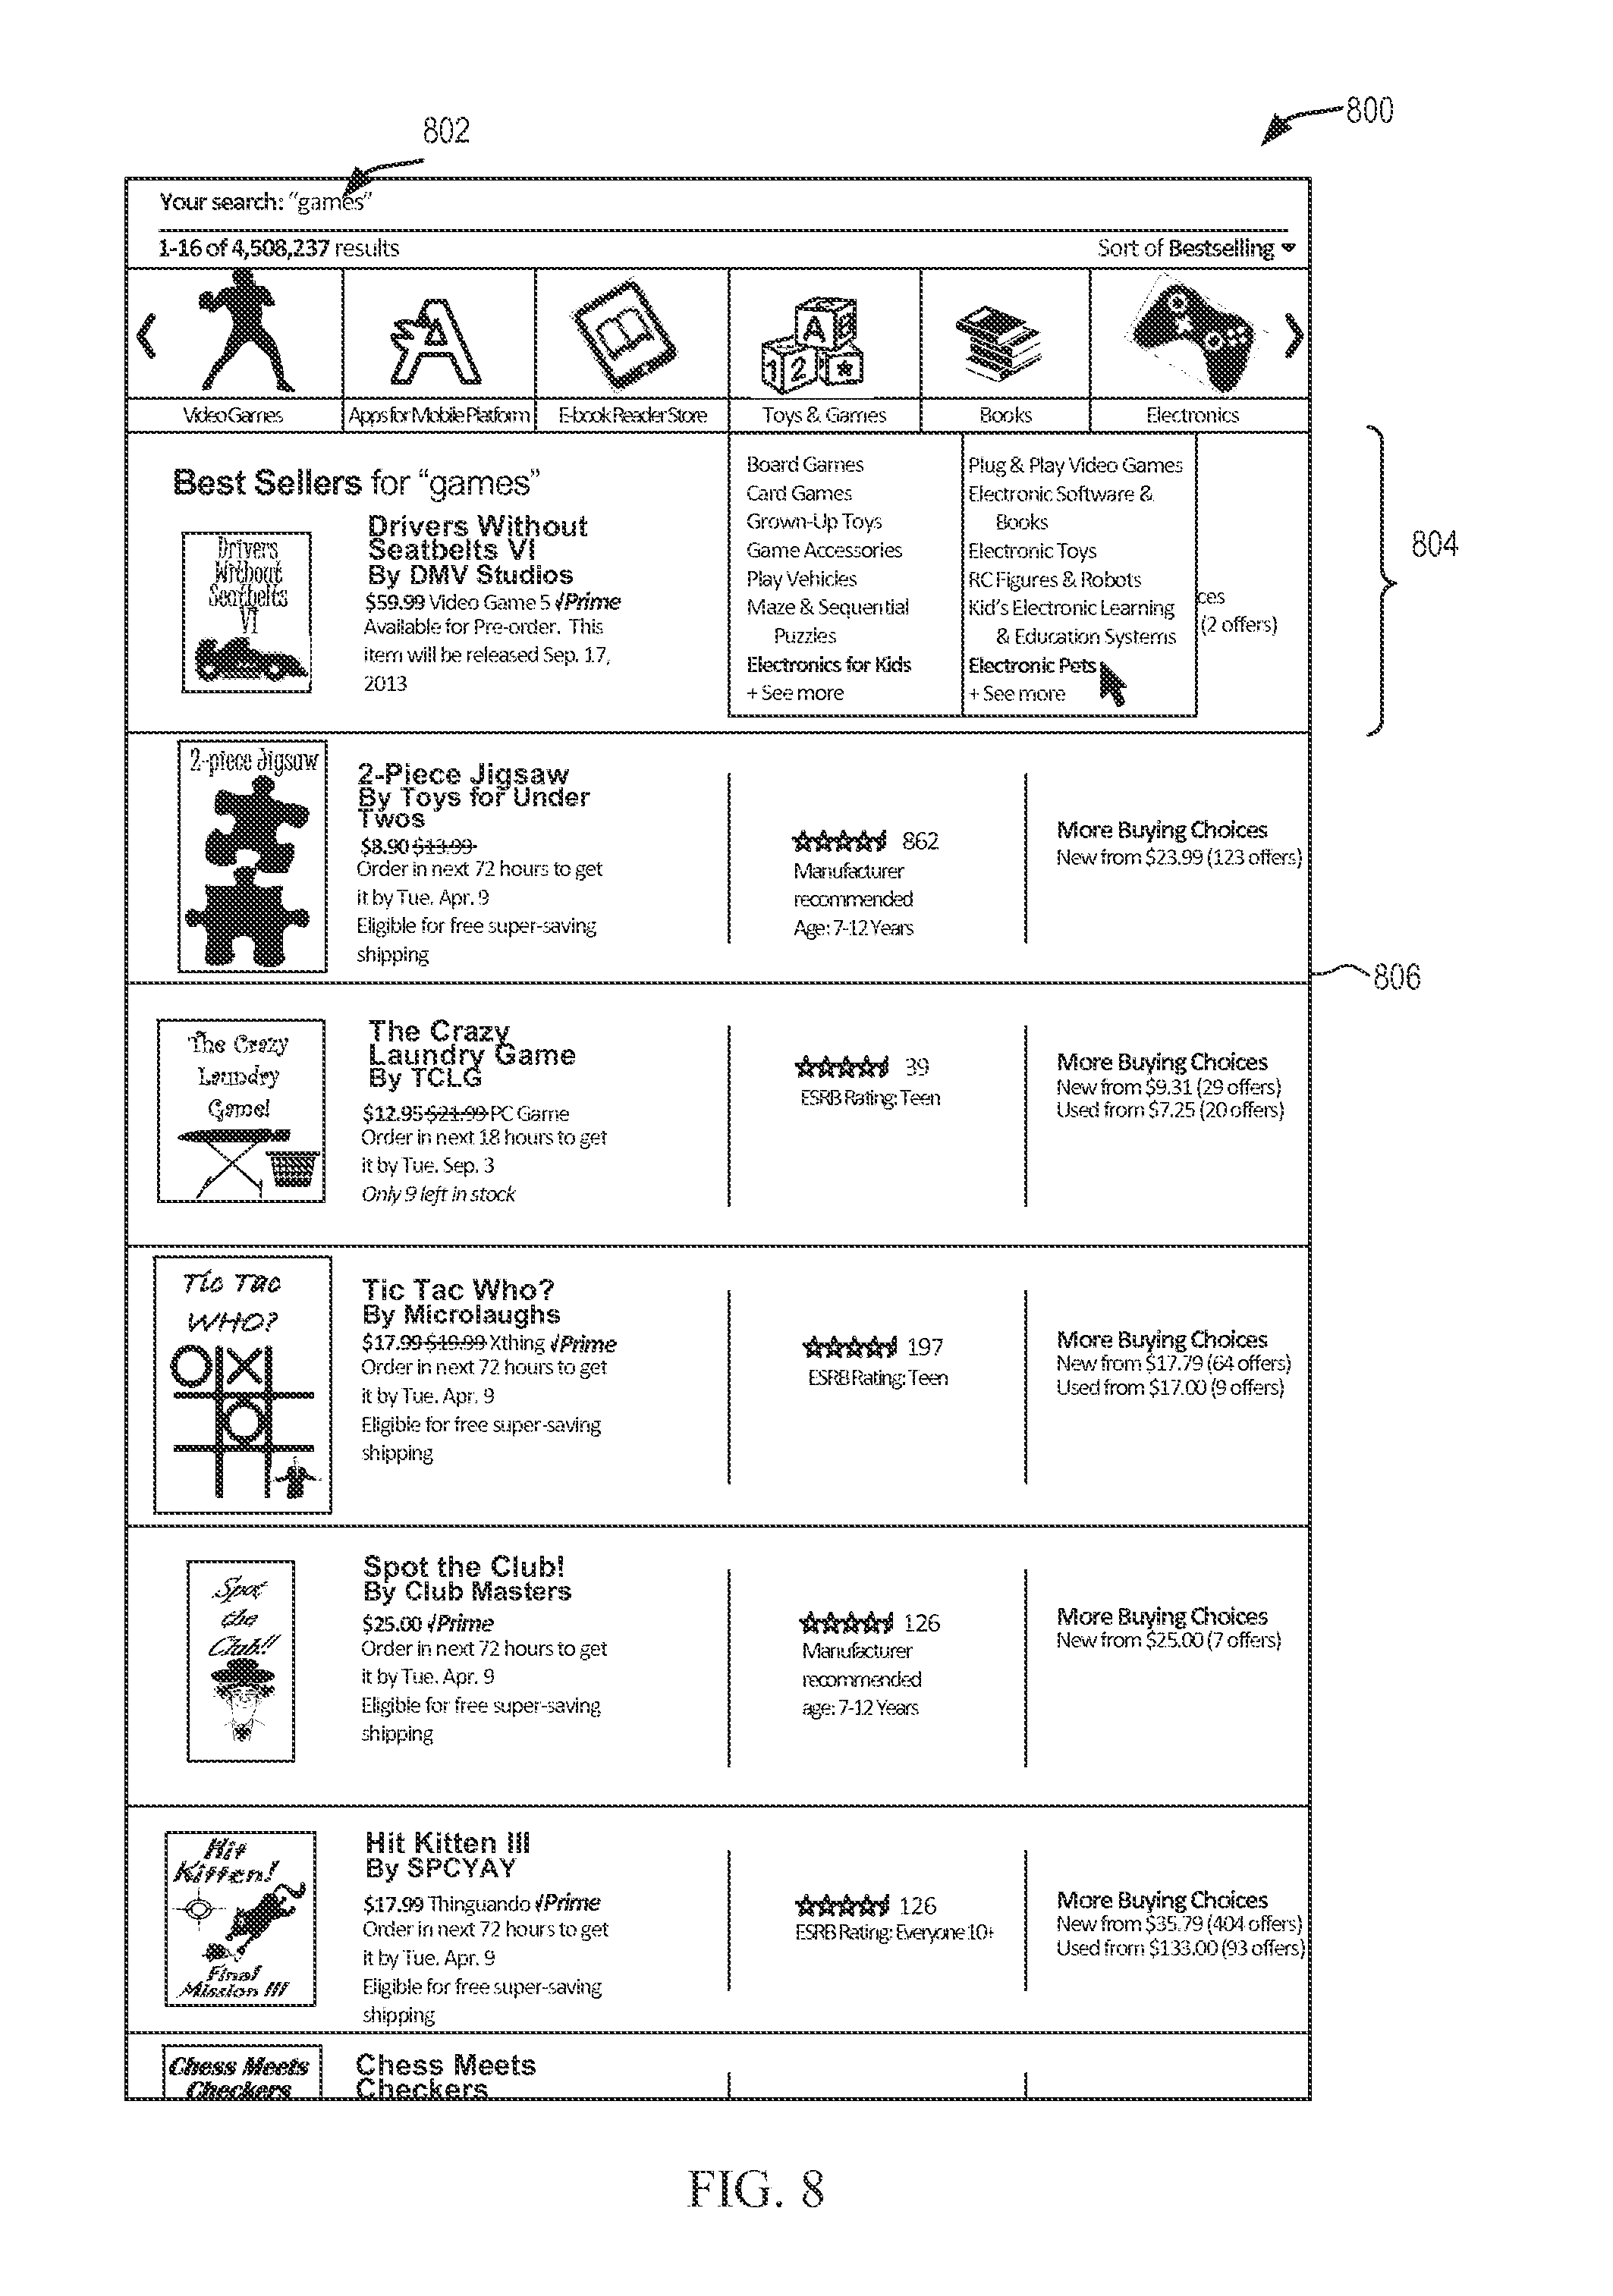 800
802
Your search: “games”
1-16 of 4,508,237 results
Sort of Bestselling
Video Games
Apps for Mobile Platform
E-book Reader Store
Toys & Games
Books
Electronics
Best Sellers for “games”
Drivers
Without
Seatbelts
VI
Drivers Without
Seatbelts VI
By DMV Studios
$59.99 Video Game 5 √Prime
Available for Pre-order. This
item will be released Sep. 17,
2013
Board Games
Card Games
Grown-Up Toys
Game Accessories
Play Vehicles
Maze & Sequential
Puzzles
Electronics for Kids
+ See more
Plug & Play Video Games
Electronic Software &
Books
Electronic Toys
RC Figures & Robots
Kid’s Electronic Learning
& Education Systems
Electronic Pets
+ See more
ces
(2 offers)
804
2-piece Jigsaw
2-Piece Jigsaw
By Toys for Under
Twos
$8.90 $13.99
Order in next 72 hours to get
it by Tue. Apr. 9
Eligible for free super-saving
shipping
862
Manufacturer
recommended
Age: 7-12 Years
More Buying Choices
New from $23.99 (123 offers)
806
The Crazy
Laundry
Game!
The Crazy
Laundry Game
By TCLG
$12.95 $21.99 PC Game
Order in next 18 hours to get
it by Tue. Sep. 3
Only 9 left in stock
39
ESRB Rating: Teen
More Buying Choices
New from $9.31 (29 offers)
Used from $7.25 (20 offers)
Tic Tac
WHO?
Tic Tac Who?
By Microlaughs
$17.99 $19.99 Xthing √Prime
Order in next 72 hours to get
it by Tue. Apr. 9
Eligible for free super-saving
shipping
197
ESRB Rating: Teen
More Buying Choices
New from $17.79 (64 offers)
Used from $17.00 (9 offers)
Spot
the
Club!!
Spot the Club!
By Club Masters
$25.00 √Prime
Order in next 72 hours to get
it by Tue. Apr. 9
Eligible for free super-saving
shipping
126
Manufacturer
recommended
age: 7-12 Years
More Buying Choices
New from $25.00 (7 offers)
Hit
Kitten!
Final
Mission III
Hit Kitten III
By SPCYAY
$17.99 Thinguando √Prime
Order in next 72 hours to get
it by Tue. Apr. 9
Eligible for free super-saving
shipping
126
ESRB Rating: Everyone 10+
More Buying Choices
New from $35.79 (404 offers)
Used from $133.00 (93 offers)
Chess Meets
Checkers
Chess Meets
Checkers
FIG. 8